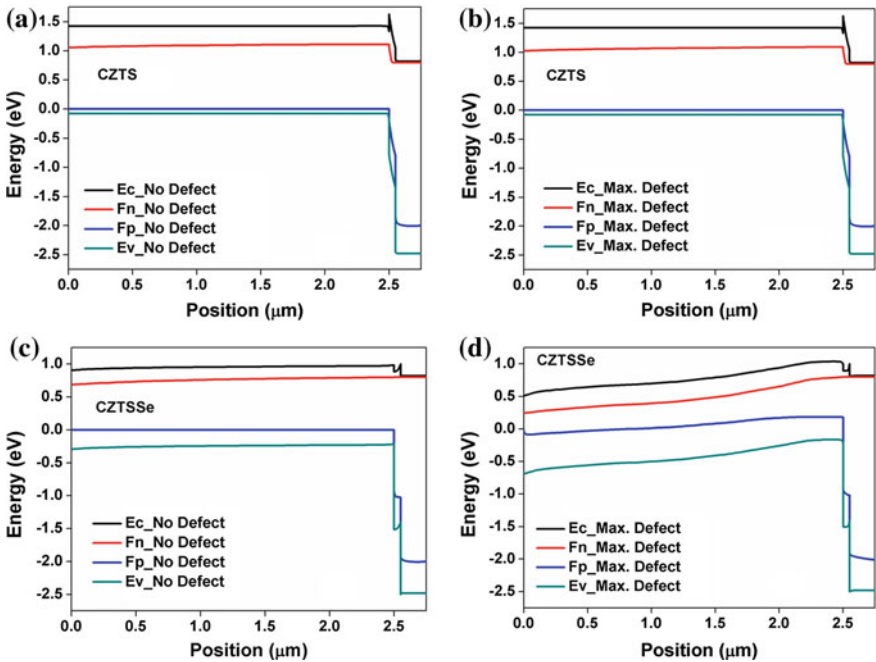 (a)
1.5
1.0
0.5
0.0
-0.5
-1.0
-1.5
-2.0
-2.5
Energy (eV)
CZTS
Ec_No Defect
Fn_No Defect
Fp_No Defect
Ev_No Defect
0.0 0.5 1.0 1.5 2.0 2.5
Position (μm)
(b)
1.5
1.0
0.5
0.0
-0.5
-1.0
-1.5
-2.0
-2.5
Energy (eV)
CZTS
Ec_Max. Defect
Fn_Max. Defect
Fp_Max. Defect
Ev_Max. Defect
0.0 0.5 1.0 1.5 2.0 2.5
Position (μm)
(c)
1.0
0.5
0.0
-0.5
-1.0
-1.5
-2.0
-2.5
Energy (eV)
CZTSSe
Ec_No Defect
Fn_No Defect
Fp_No Defect
Ev_No Defect
0.0 0.5 1.0 1.5 2.0 2.5
Position (μm)
(d)
1.0
0.5
0.0
-0.5
-1.0
-1.5
-2.0
-2.5
Energy (eV)
CZTSSe
Ec_Max. Defect
Fn_Max. Defect
Fp_Max. Defect
Ev_Max. Defect
0.0 0.5 1.0 1.5 2.0 2.5
Position (μm)